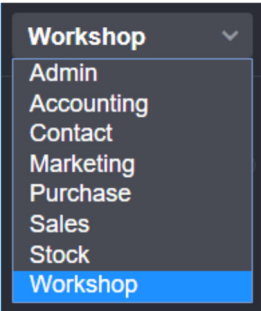 Workshop
Admin
Accounting
Contact
Marketing
Purchase
Sales
Stock
Workshop